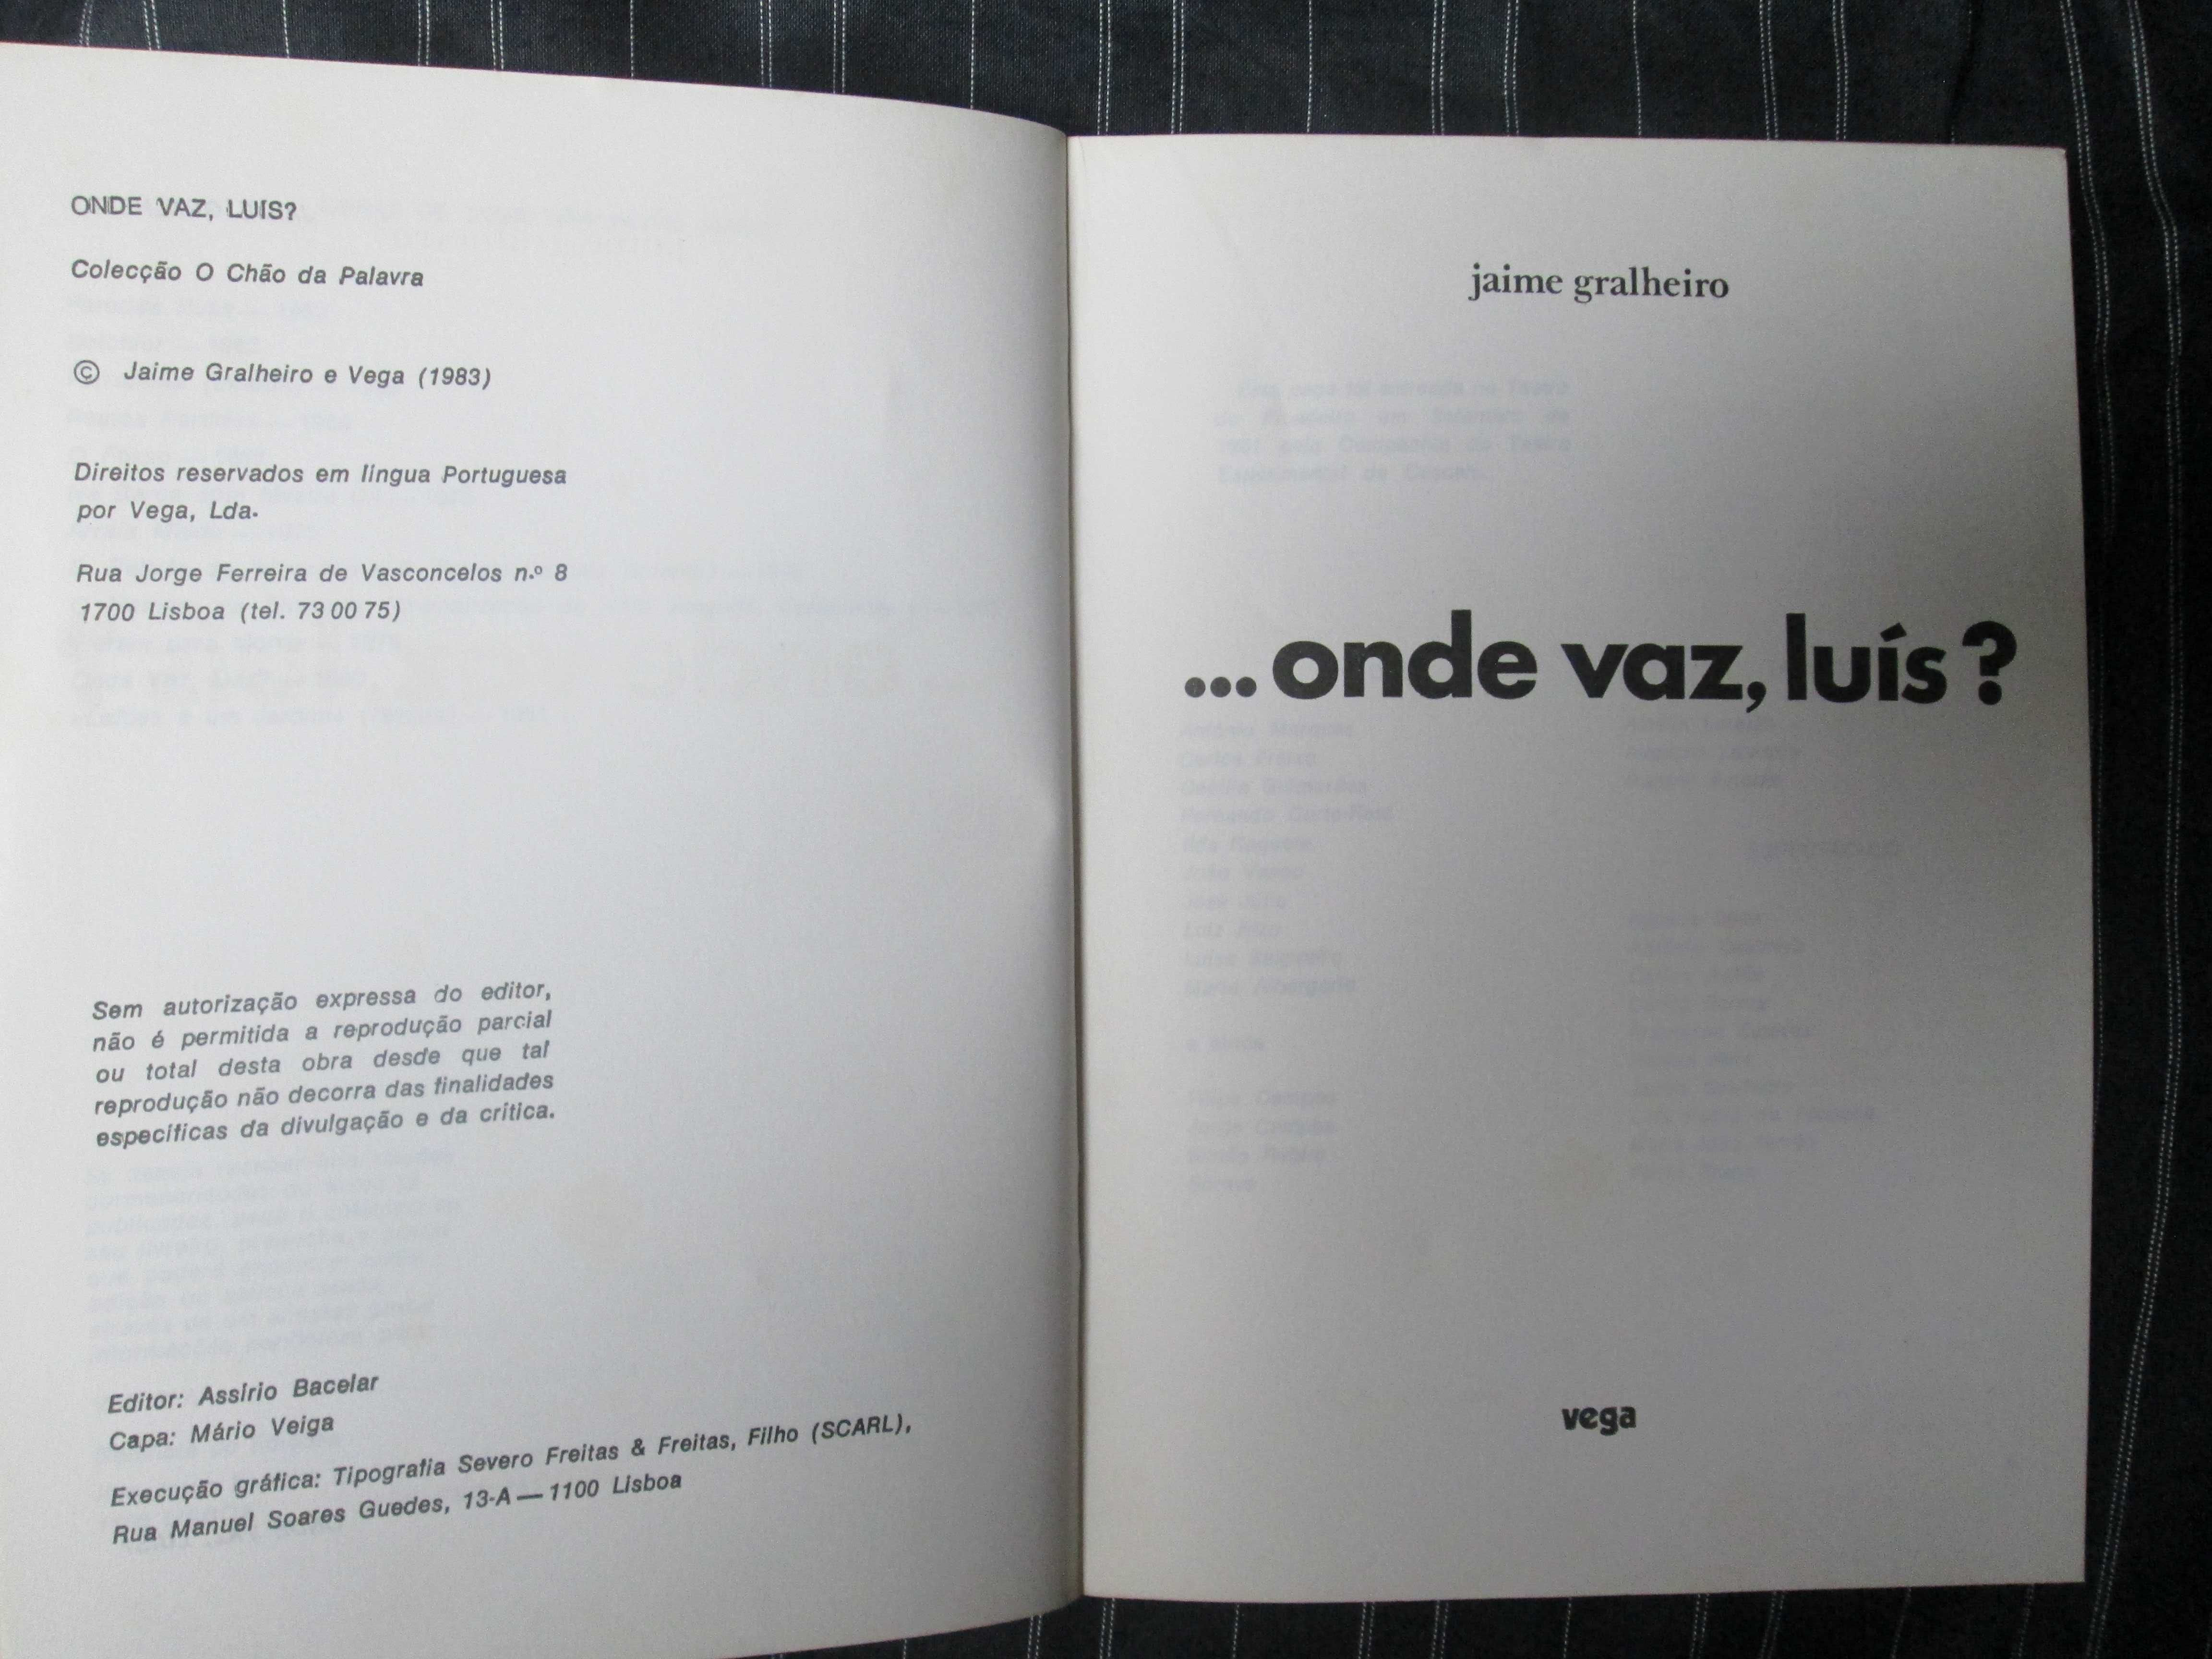 ONDE VAZ, LUÍS?
Colecção O Chão da Palavra
© Jaime Gralheiro e Vega (1983)
Direitos reservados em língua Portuguesa
por Vega, Lda.
Rua Jorge Ferreira de Vasconcelos n.º 8
1700 Lisboa (tel. 73 00 75)
Sem autorização expressa do editor,
não é permitida a reprodução parcial
ou total desta obra desde que tal
reprodução não decorra das finalidades
específicas da divulgação e da crítica.
Editor: Assírio Bacelar
Capa: Mário Veiga
Execução gráfica: Tipografia Severo Freitas & Freitas, Filho (SCARL),
Rua Manuel Soares Guedes, 13-A — 1100 Lisboa
jaime gralheiro
... onde vaz, luís?
vega